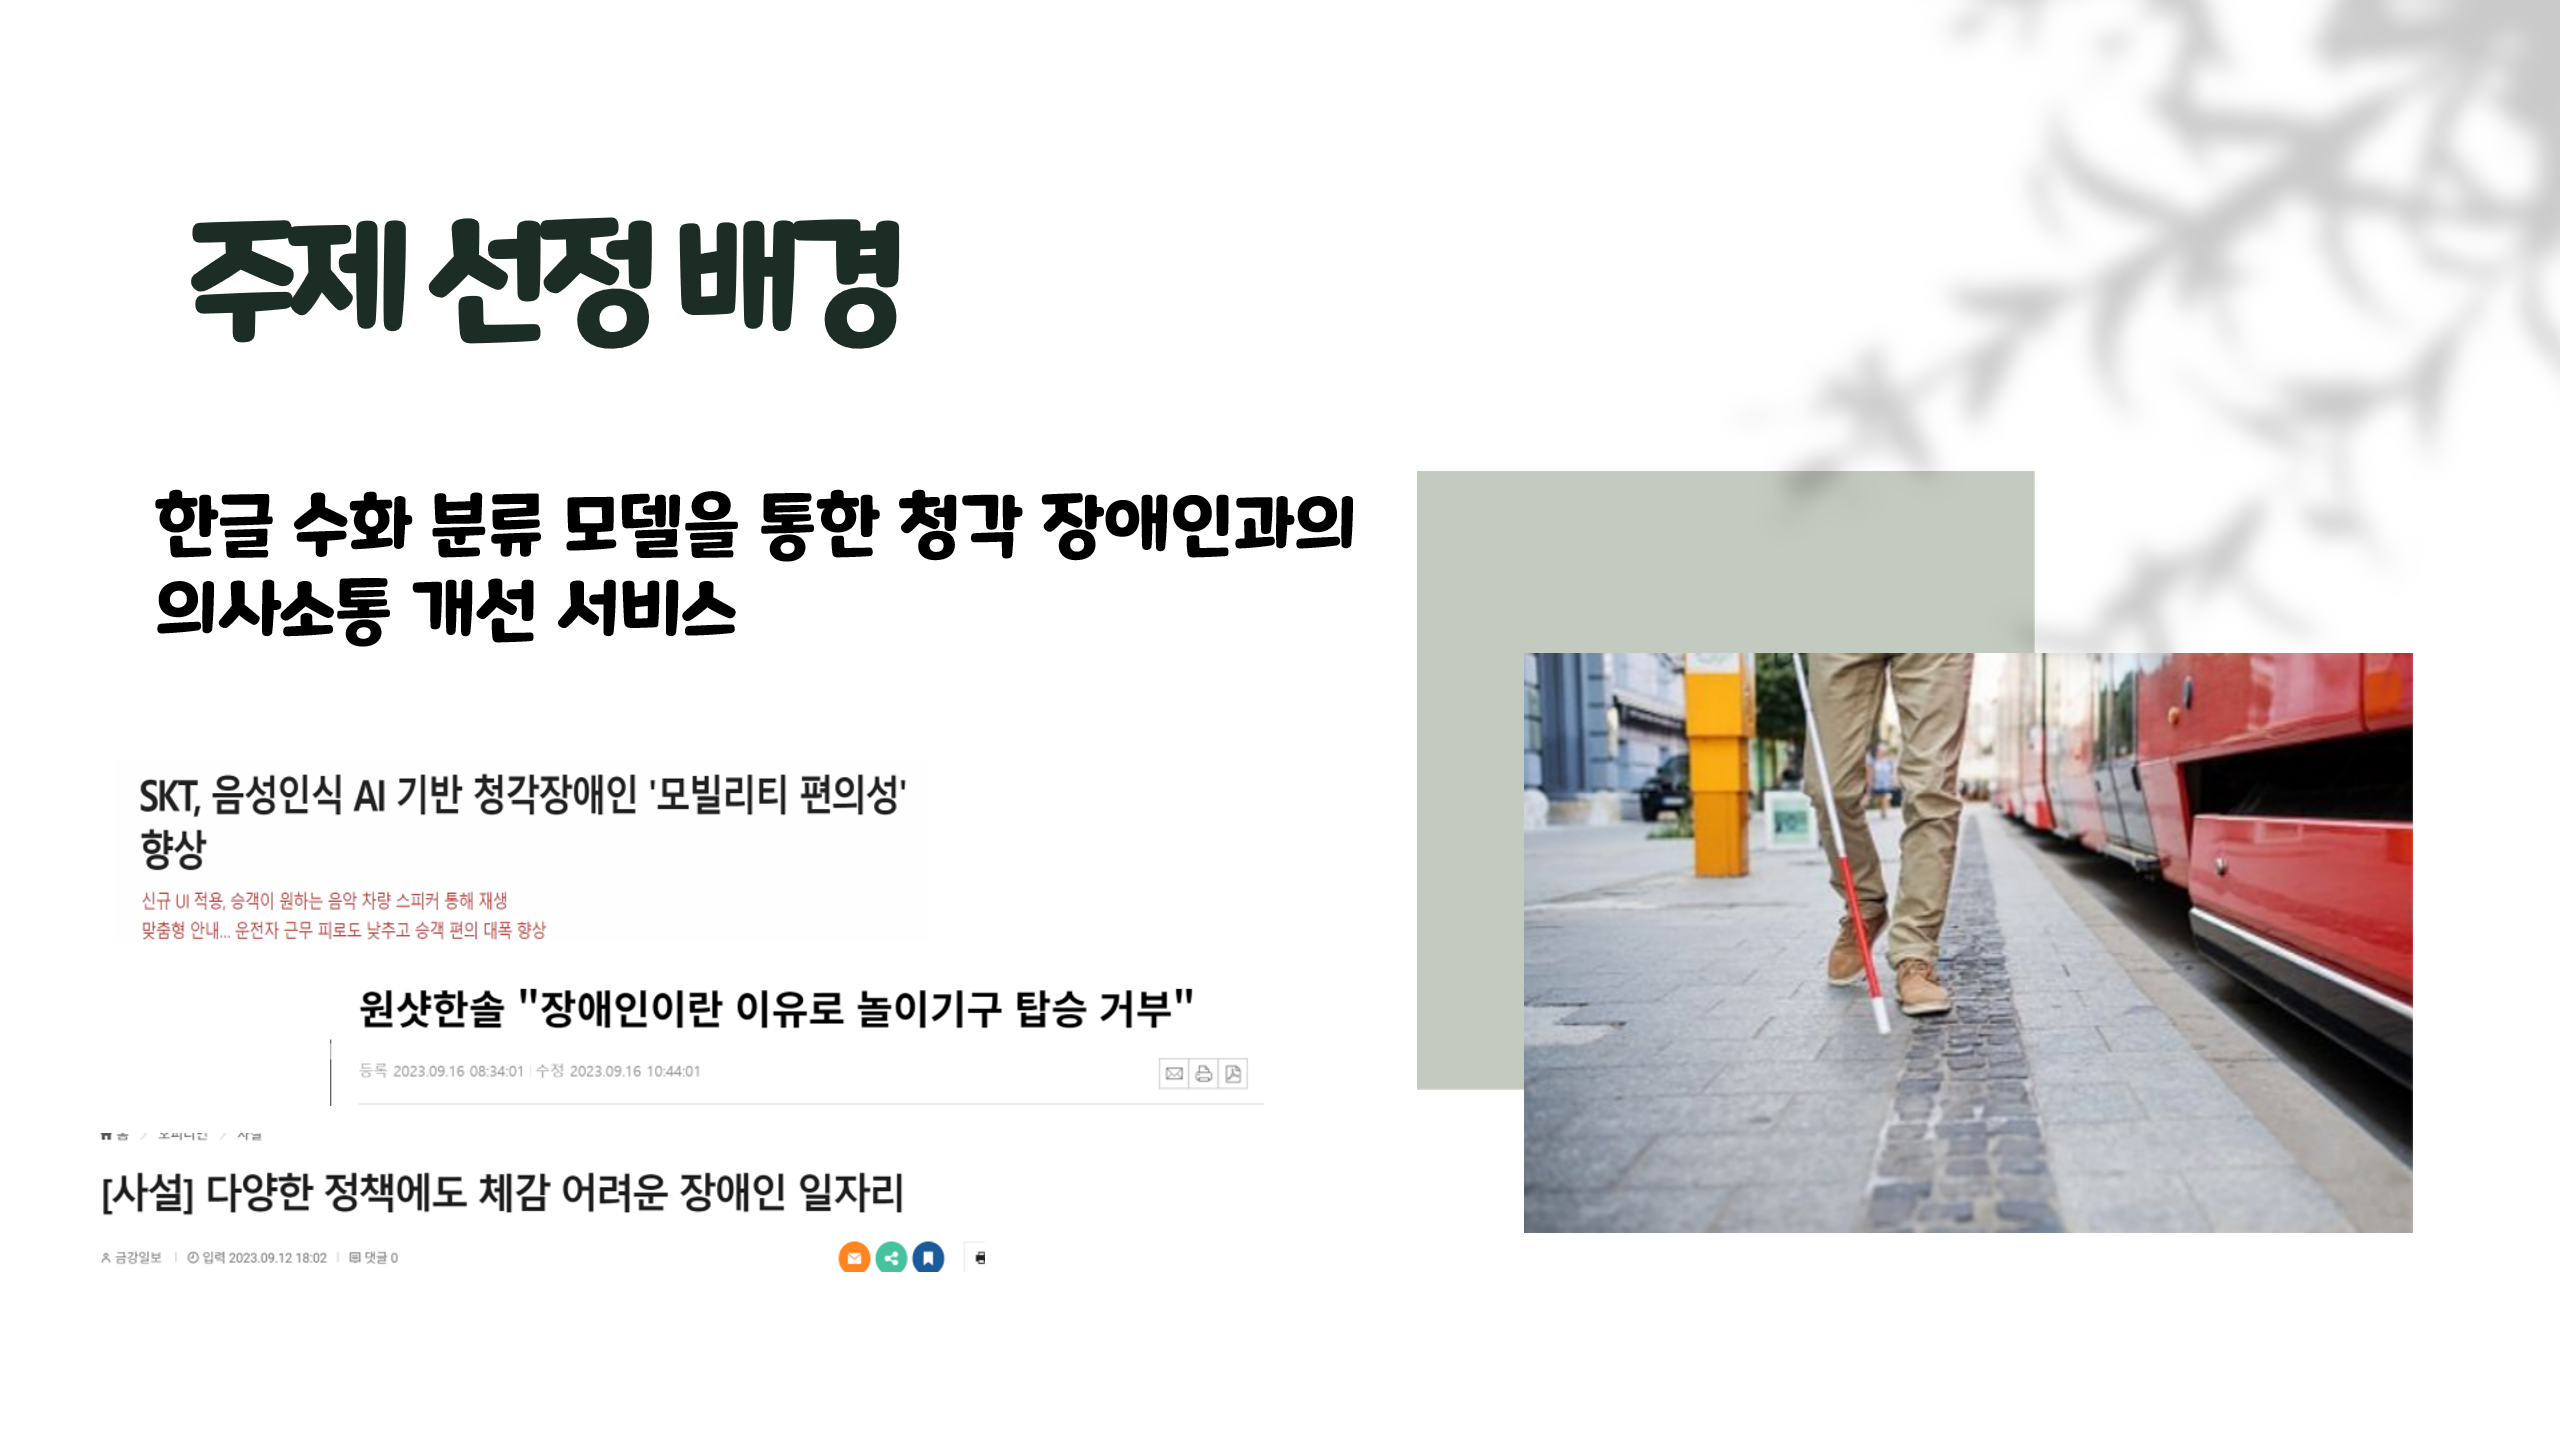 주제 선정 배경
한글 수화 분류 모델을 통한 청각 장애인과의
의사소통 개선 서비스
SKT, 음성인식 AI 기반 청각장애인 '모빌리티 편의성'
향상
신규 UI 적용, 승객이 원하는 음악 차량 스피커 통해 재생
맞춤형 안내... 운전자 근무 피로도 낮추고 승객 편의 대폭 향상
원샷한솔 "장애인이란 이유로 놀이기구 탑승 거부"
등록 2023.09.16 08:34:01 | 수정 2023.09.16 10:44:01
[사설] 다양한 정책에도 체감 어려운 장애인 일자리
금강일보 | 입력 2023.09.12 18:02 | 댓글 0